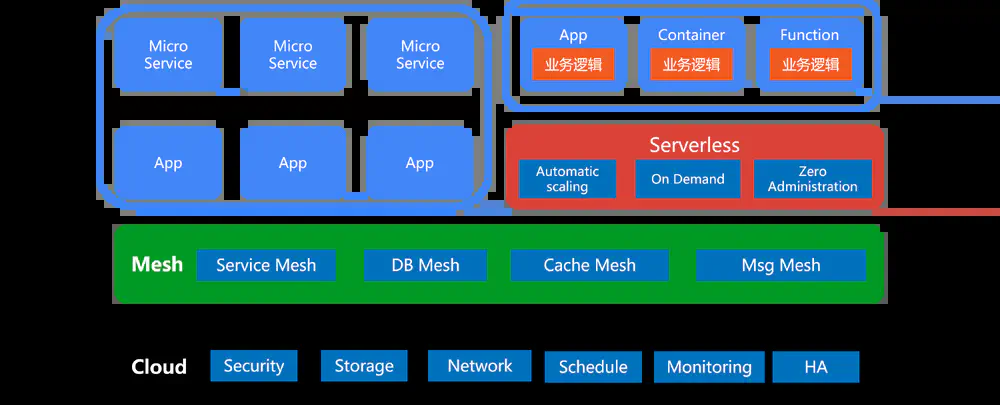 Micro
Service
Micro
Service
Micro
Service
App
App
App
App
业务逻辑
Container
业务逻辑
Function
业务逻辑
Serverless
Automatic
scaling
On Demand
Zero
Administration
Mesh
Service Mesh
DB Mesh
Cache Mesh
Msg Mesh
Cloud
Security
Storage
Network
Schedule
Monitoring
HA